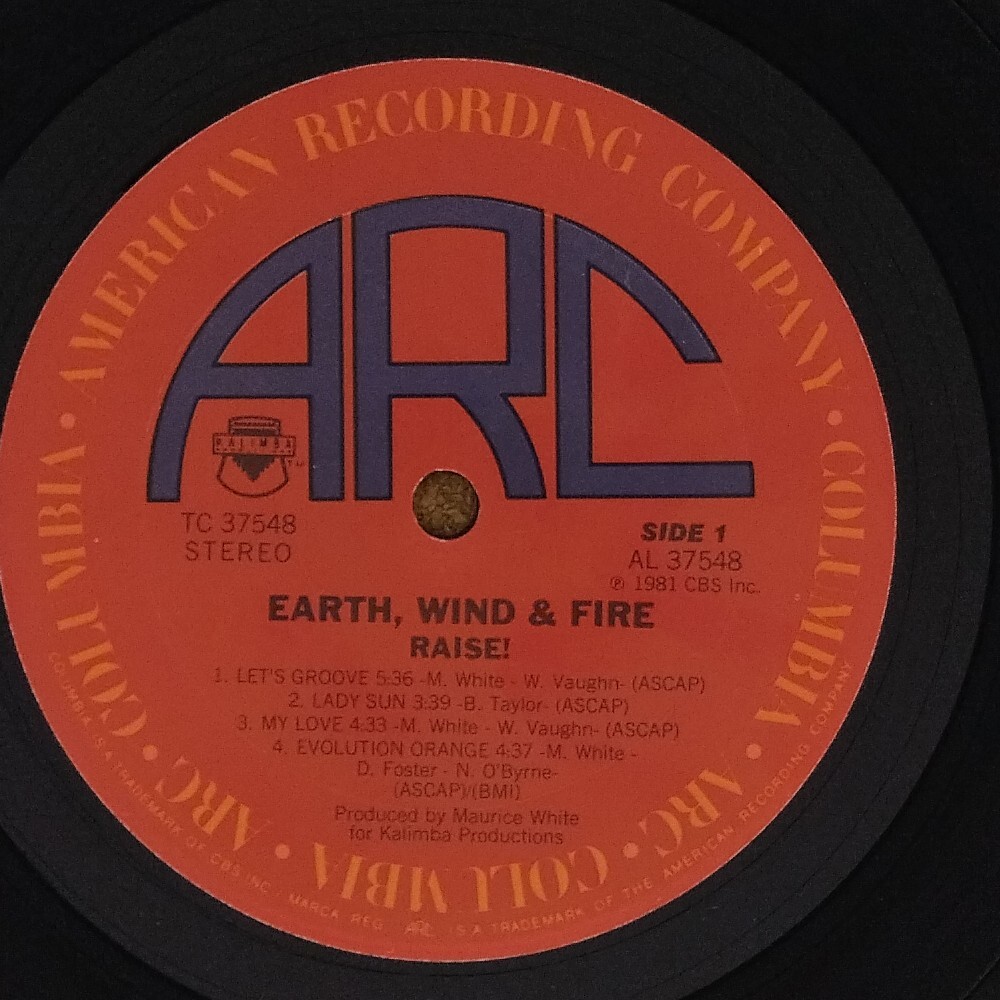 AMERICAN RECORDING COMPANY • COLUMBIA • ARC • COLUMBIA • ARC • COLUMBIA •
ARC
KALIMBA
TM
TC 37548
STEREO
SIDE 1
AL 37548
℗ 1981 CBS Inc.
EARTH, WIND & FIRE
RAISE!
1. LET'S GROOVE 5:36 -M. White - W. Vaughn- (ASCAP)
2. LADY SUN 3:39 -B. Taylor- (ASCAP)
3. MY LOVE 4:33 -M. White - W. Vaughn- (ASCAP)
4. EVOLUTION ORANGE 4:37 -M. White -
D. Foster - N. O'Byrne-
(ASCAP)/(BMI)
Produced by Maurice White
for Kalimba Productions
COLUMBIA IS A TRADEMARK OF CBS INC. MARCA REG. ARC IS A TRADEMARK OF THE AMERICAN RECORDING COMPANY